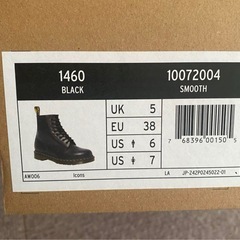 1460
BLACK
10072004
SMOOTH
UK 5
EU 38
US 6
US 7
7 68396 00150 5
AW006
Icons
LA
JP-24ZP0245022-01